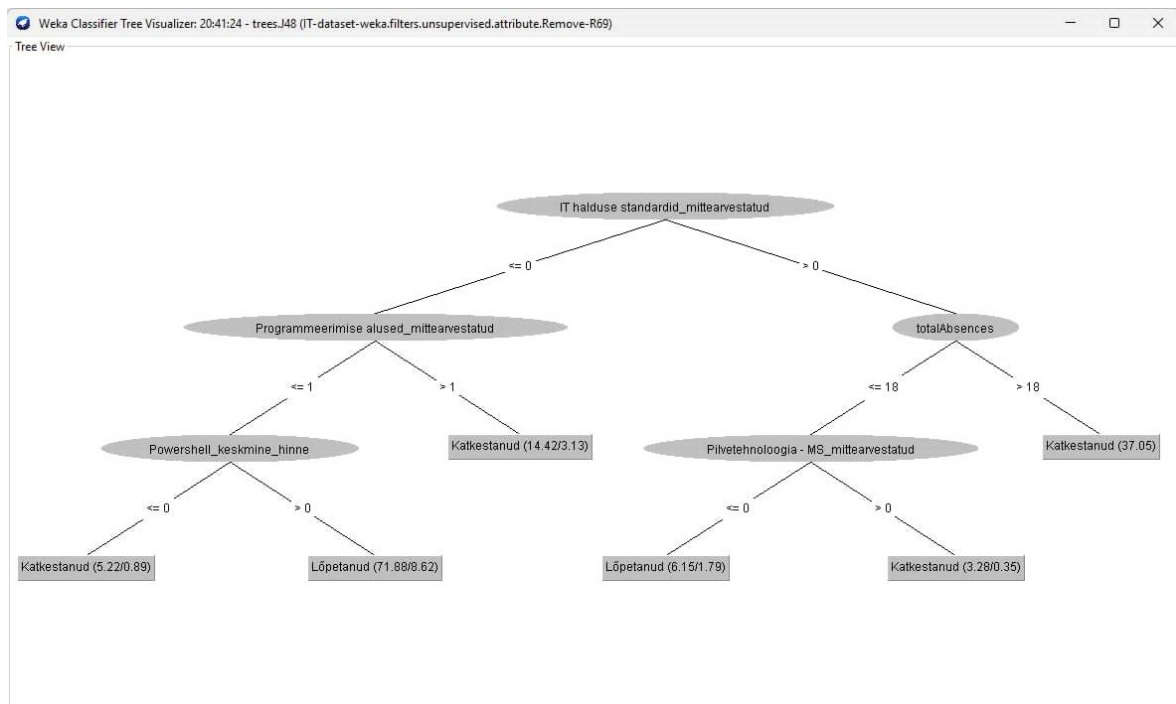 Weka Classifier Tree Visualizer: 20:41:24 - trees.J48 (IT-dataset-weka.filters.unsupervised.attribute.Remove-R69)
Tree View
IT halduse standardid_mittearvestatud
<= 0
> 0
Programmeerimise alused_mittearvestatud
totalAbsences
<= 1
> 1
<= 18
> 18
Powershell_keskmine_hinne
Katkestanud (14.42/3.13)
Pilvetehnoloogia - MS_mittearvestatud
Katkestanud (37.05)
<= 0
> 0
<= 0
> 0
Katkestanud (5.22/0.89)
Lõpetanud (71.88/8.62)
Lõpetanud (6.15/1.79)
Katkestanud (3.28/0.35)